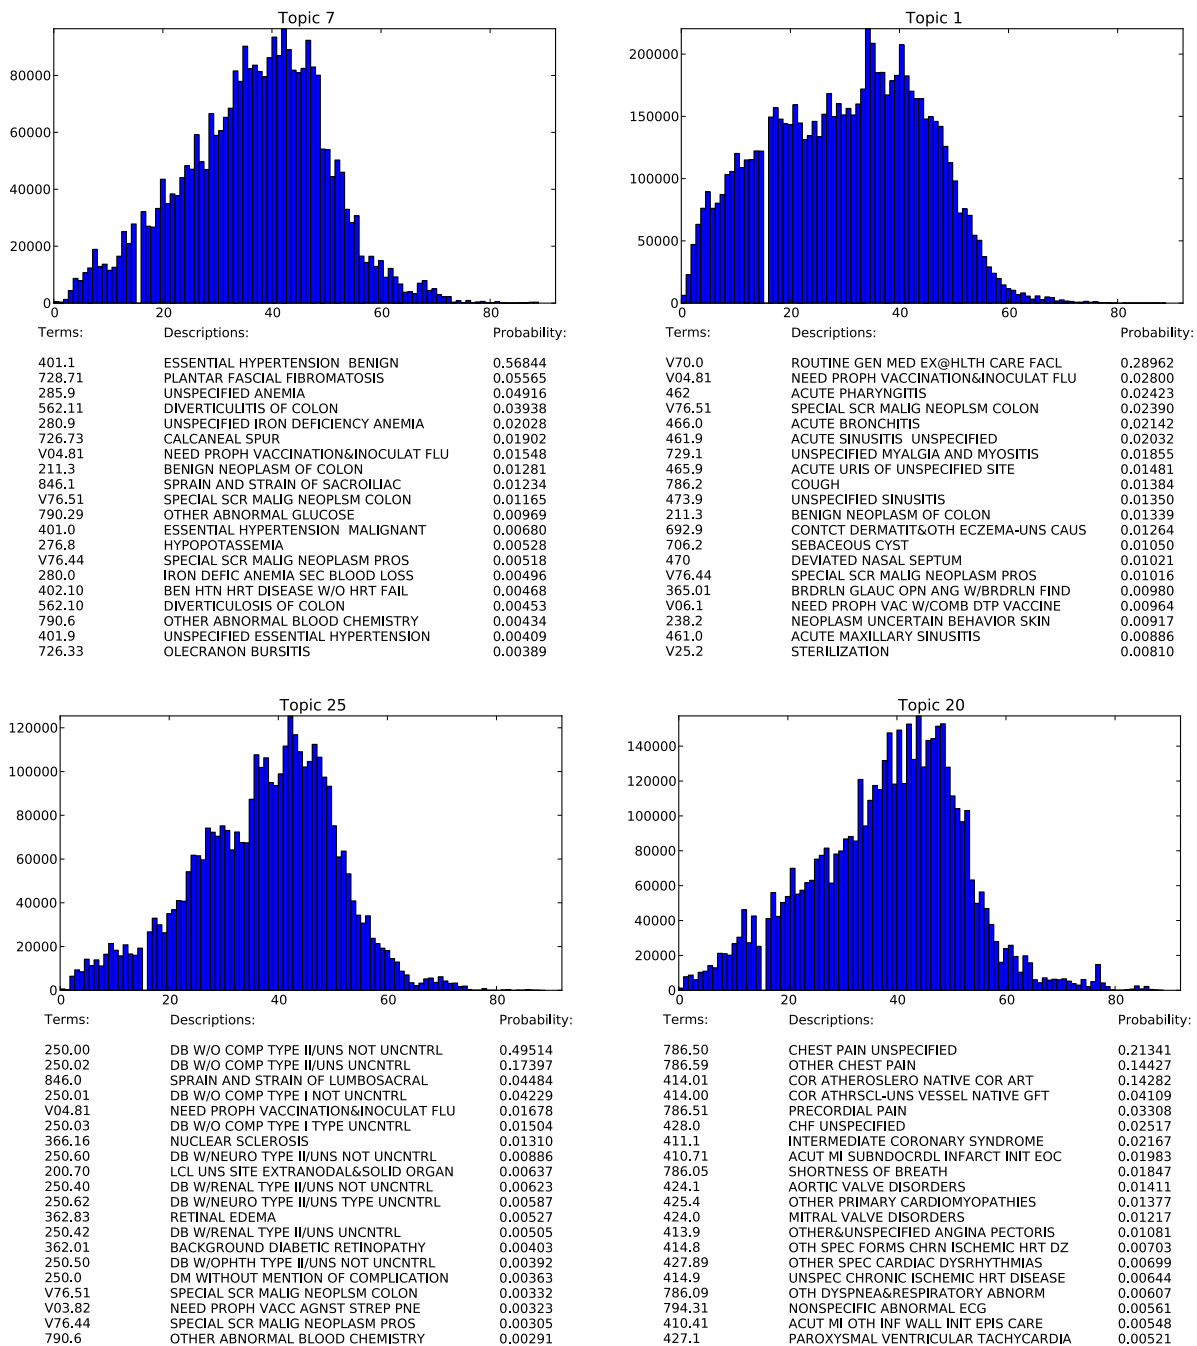 Topic 7
80000
60000
40000
20000
0
0 20 40 60 80
Terms: Descriptions: Probability:
401.1 ESSENTIAL HYPERTENSION BENIGN 0.56844
728.71 PLANTAR FASCIAL FIBROMATOSIS 0.05565
285.9 UNSPECIFIED ANEMIA 0.04916
562.11 DIVERTICULITIS OF COLON 0.03938
280.9 UNSPECIFIED IRON DEFICIENCY ANEMIA 0.02028
726.73 CALCANEAL SPUR 0.01902
V04.81 NEED PROPH VACCINATION&INOCULAT FLU 0.01548
211.3 BENIGN NEOPLASM OF COLON 0.01281
846.1 SPRAIN AND STRAIN OF SACROILIAC 0.01234
V76.51 SPECIAL SCR MALIG NEOPLSM COLON 0.01165
790.29 OTHER ABNORMAL GLUCOSE 0.00969
401.0 ESSENTIAL HYPERTENSION MALIGNANT 0.00680
276.8 HYPOPOTASSEMIA 0.00528
V76.44 SPECIAL SCR MALIG NEOPLASM PROS 0.00518
280.0 IRON DEFIC ANEMIA SEC BLOOD LOSS 0.00496
402.10 BEN HTN HRT DISEASE W/O HRT FAIL 0.00468
562.10 DIVERTICULOSIS OF COLON 0.00453
790.6 OTHER ABNORMAL BLOOD CHEMISTRY 0.00434
401.9 UNSPECIFIED ESSENTIAL HYPERTENSION 0.00409
726.33 OLECRANON BURSITIS 0.00389
Topic 1
200000
150000
100000
50000
0
0 20 40 60 80
Terms: Descriptions: Probability:
V70.0 ROUTINE GEN MED EX@HLTH CARE FACL 0.28962
V04.81 NEED PROPH VACCINATION&INOCULAT FLU 0.02800
462 ACUTE PHARYNGITIS 0.02423
V76.51 SPECIAL SCR MALIG NEOPLSM COLON 0.02390
466.0 ACUTE BRONCHITIS 0.02142
461.9 ACUTE SINUSITIS UNSPECIFIED 0.02032
729.1 UNSPECIFIED MYALGIA AND MYOSITIS 0.01855
465.9 ACUTE URIS OF UNSPECIFIED SITE 0.01481
786.2 COUGH 0.01384
473.9 UNSPECIFIED SINUSITIS 0.01350
211.3 BENIGN NEOPLASM OF COLON 0.01339
692.9 CONTCT DERMATIT&OTH ECZEMA-UNS CAUS 0.01264
706.2 SEBACEOUS CYST 0.01050
470 DEVIATED NASAL SEPTUM 0.01021
V76.44 SPECIAL SCR MALIG NEOPLASM PROS 0.01016
365.01 BRDRLN GLAUC OPN ANG W/BRDRLN FIND 0.00980
V06.1 NEED PROPH VAC W/COMB DTP VACCINE 0.00964
238.2 NEOPLASM UNCERTAIN BEHAVIOR SKIN 0.00917
461.0 ACUTE MAXILLARY SINUSITIS 0.00886
V25.2 STERILIZATION 0.00810
Topic 25
120000
100000
80000
60000
40000
20000
0
0 20 40 60 80
Terms: Descriptions: Probability:
250.00 DB W/O COMP TYPE II/UNS NOT UNCNTRL 0.49514
250.02 DB W/O COMP TYPE II/UNS UNCNTRL 0.17397
846.0 SPRAIN AND STRAIN OF LUMBOSACRAL 0.04484
250.01 DB W/O COMP TYPE I NOT UNCNTRL 0.04229
V04.81 NEED PROPH VACCINATION&INOCULAT FLU 0.01678
250.03 DB W/O COMP TYPE I TYPE UNCNTRL 0.01504
366.16 NUCLEAR SCLEROSIS 0.01310
250.60 DB W/NEURO TYPE II/UNS NOT UNCNTRL 0.00886
200.70 LCL UNS SITE EXTRANODAL&SOLID ORGAN 0.00637
250.40 DB W/RENAL TYPE II/UNS NOT UNCNTRL 0.00623
250.62 DB W/NEURO TYPE II/UNS TYPE UNCNTRL 0.00587
362.83 RETINAL EDEMA 0.00527
250.42 DB W/RENAL TYPE II/UNS UNCNTRL 0.00505
362.01 BACKGROUND DIABETIC RETINOPATHY 0.00403
250.50 DB W/OPHTH TYPE II/UNS NOT UNCNTRL 0.00392
250.0 DM WITHOUT MENTION OF COMPLICATION 0.00363
V76.51 SPECIAL SCR MALIG NEOPLSM COLON 0.00332
V03.82 NEED PROPH VACC AGNST STREP PNE 0.00323
V76.44 SPECIAL SCR MALIG NEOPLASM PROS 0.00305
790.6 OTHER ABNORMAL BLOOD CHEMISTRY 0.00291
Topic 20
140000
120000
100000
80000
60000
40000
20000
0
0 20 40 60 80
Terms: Descriptions: Probability:
786.50 CHEST PAIN UNSPECIFIED 0.21341
786.59 OTHER CHEST PAIN 0.14427
414.01 COR ATHEROSLERO NATIVE COR ART 0.14282
414.00 COR ATHRSCL-UNS VESSEL NATIVE GFT 0.04109
786.51 PRECORDIAL PAIN 0.03308
428.0 CHF UNSPECIFIED 0.02517
411.1 INTERMEDIATE CORONARY SYNDROME 0.02167
410.71 ACUT MI SUBNDOCRDL INFARCT INIT EOC 0.01983
786.05 SHORTNESS OF BREATH 0.01847
424.1 AORTIC VALVE DISORDERS 0.01411
425.4 OTHER PRIMARY CARDIOMYOPATHIES 0.01377
424.0 MITRAL VALVE DISORDERS 0.01217
413.9 OTHER&UNSPECIFIED ANGINA PECTORIS 0.01081
414.8 OTH SPEC FORMS CHRN ISCHEMIC HRT DZ 0.00703
427.89 OTHER SPEC CARDIAC DYSRHYTHMIAS 0.00699
414.9 UNSPEC CHRONIC ISCHEMIC HRT DISEASE 0.00644
786.09 OTH DYSPNEA&RESPIRATORY ABNORM 0.00607
794.31 NONSPECIFIC ABNORMAL ECG 0.00561
410.41 ACUT MI OTH INF WALL INIT EPIS CARE 0.00548
427.1 PAROXYSMAL VENTRICULAR TACHYCARDIA 0.00521